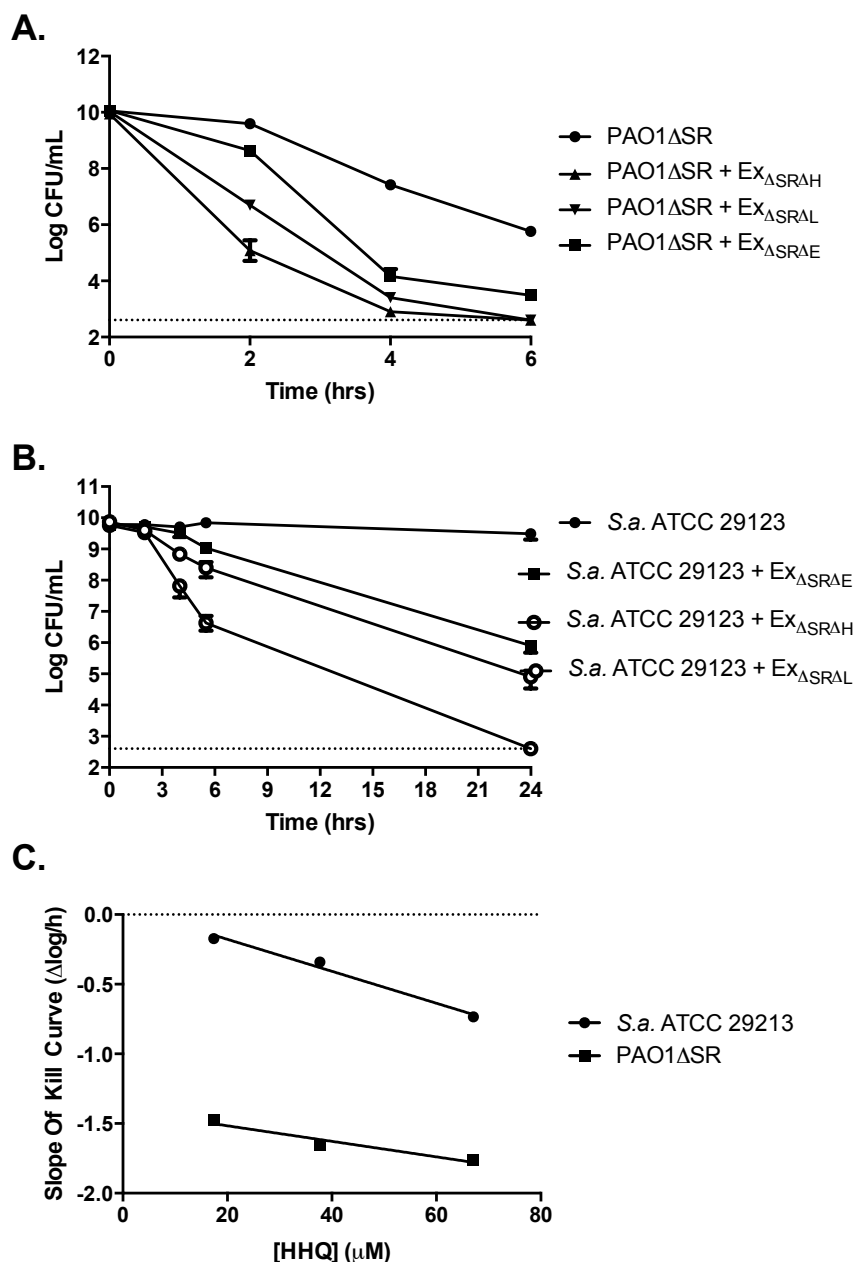 A.
12
10
8
6
4
2
Log CFU/mL
0
2
4
6
Time (hrs)
PAO1ΔSR
PAO1ΔSR + ExΔSRΔH
PAO1ΔSR + ExΔSRΔL
PAO1ΔSR + ExΔSRΔE
B.
11
10
9
8
7
6
5
4
3
2
Log CFU/mL
0
3
6
9
12
15
18
21
24
Time (hrs)
S.a. ATCC 29123
S.a. ATCC 29123 + ExΔSRΔE
S.a. ATCC 29123 + ExΔSRΔH
S.a. ATCC 29123 + ExΔSRΔL
C.
0.0
-0.5
-1.0
-1.5
-2.0
Slope Of Kill Curve (Δlog/h)
0
20
40
60
80
[HHQ] (μM)
S.a. ATCC 29213
PAO1ΔSR